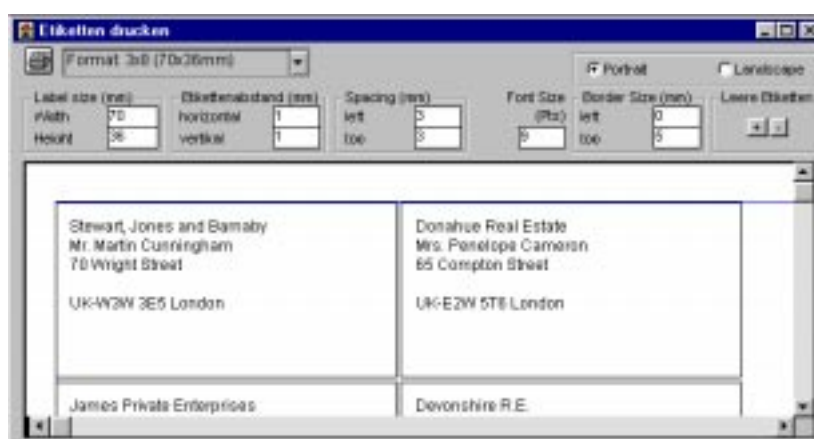 Etiketten drucken
Format 3x8 (70x36mm)
Portrait Landscape
Label size (mm) Etikettenabstand (mm) Spacing (mm) Font Size Border Size (mm) Leere Etiketten
Width 70 horizontal 1 left 3 (Pts) left 0 + -
Height 36 vertikal 1 top 3 9 top 5
Stewart, Jones and Barnaby
Mr. Martin Cunningham
70 Wright Street
UK-W3W 3E5 London
Donahue Real Estate
Mrs. Penelope Cameron
65 Compton Street
UK-E2W 5T6 London
James Private Enterprises
Devonshire R.E.